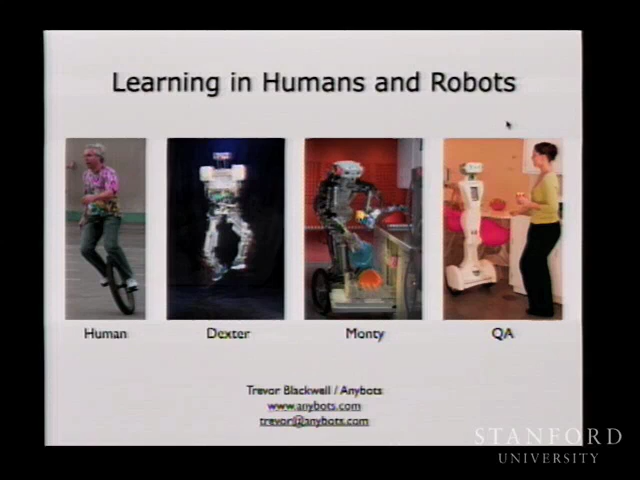 Learning in Humans and Robots
Human
Dexter
Monty
QA
Trevor Blackwell / Anybots
www.anybots.com
trevor@anybots.com
STANFORD
UNIVERSITY